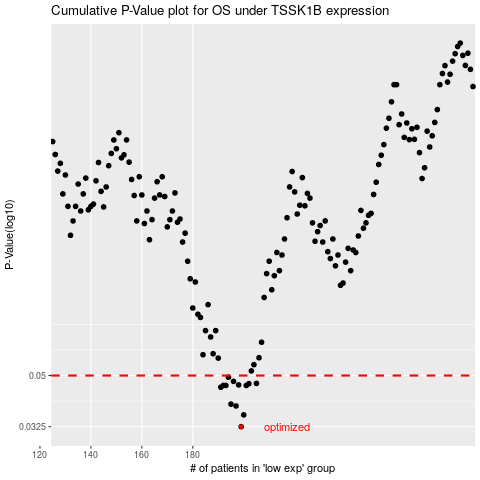 Cumulative P-Value plot for OS under TSSK1B expression
P-Value(log10)
0.05
0.0325
optimized
120 140 160 180
# of patients in 'low exp' group